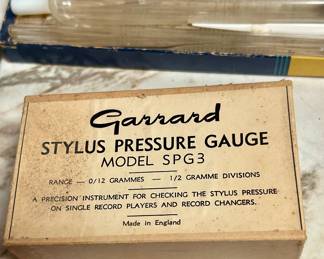 Garrard
STYLUS PRESSURE GAUGE
MODEL SPG3
RANGE — 0/12 GRAMMES — 1/2 GRAMME DIVISIONS
A PRECISION INSTRUMENT FOR CHECKING THE STYLUS PRESSURE
ON SINGLE RECORD PLAYERS AND RECORD CHANGERS.
Made in England